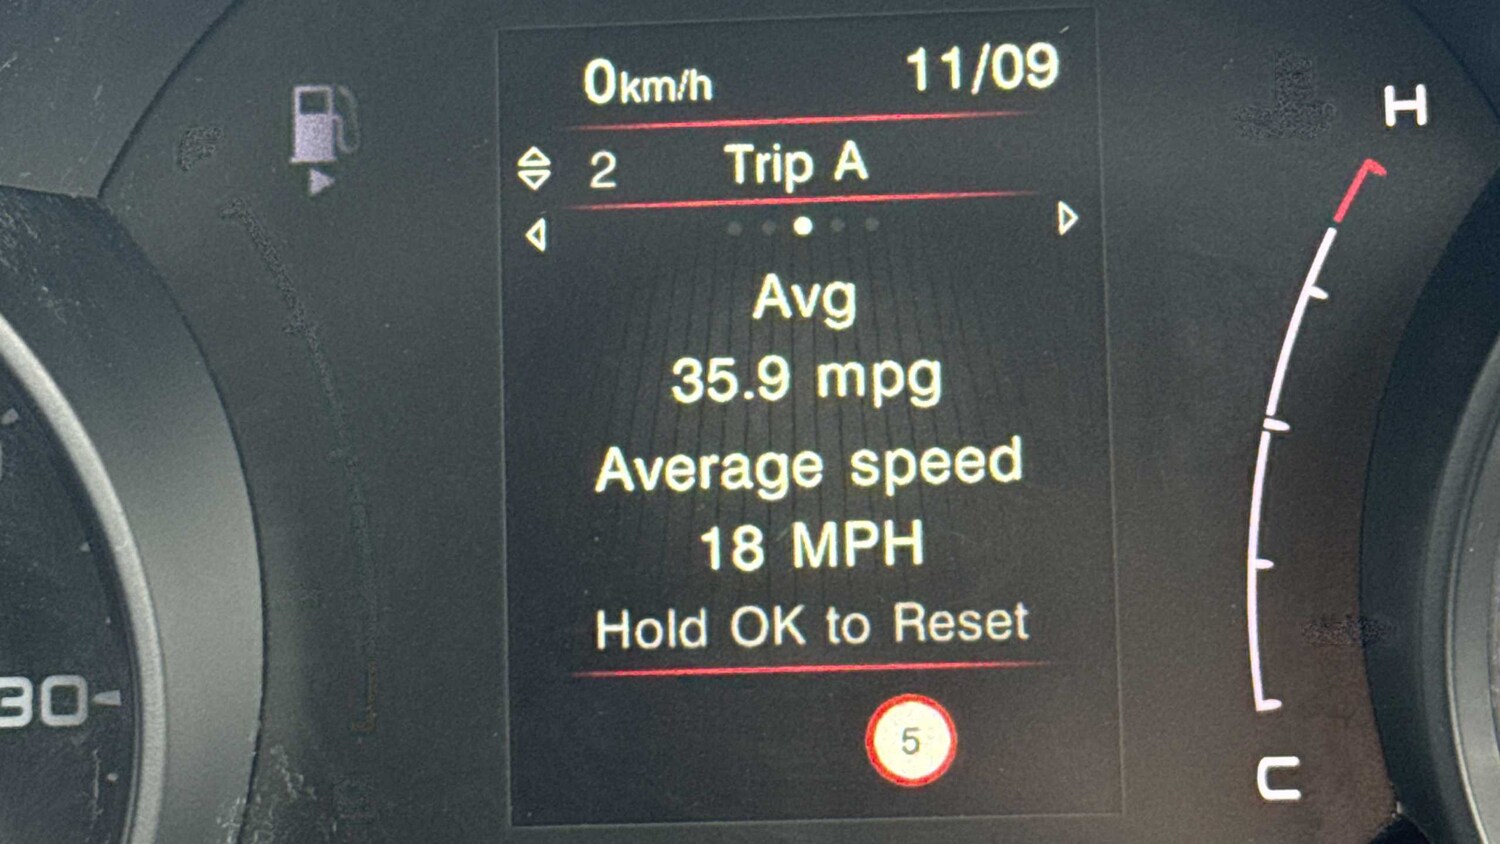 0km/h 11/09
2 Trip A
Avg
35.9 mpg
Average speed
18 MPH
Hold OK to Reset
5
H
C
30